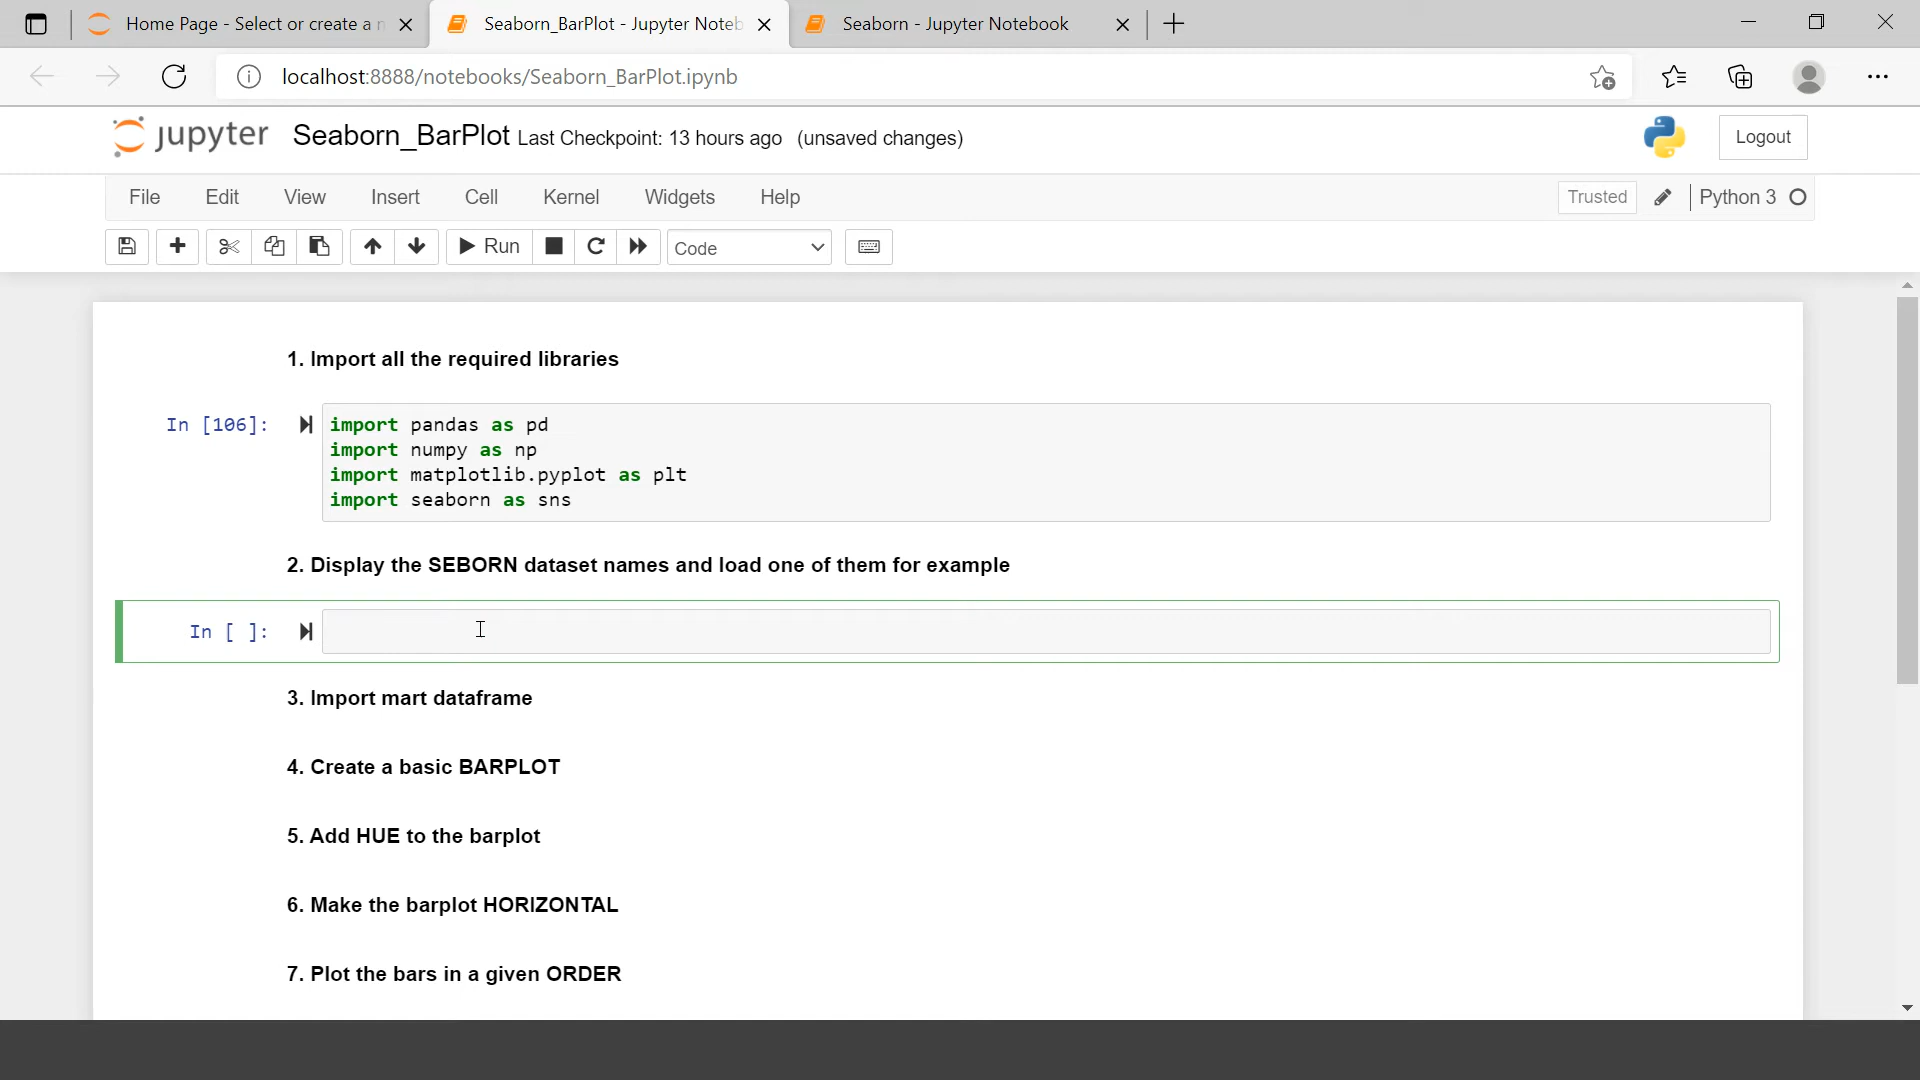 Home Page - Select or create a n
Seaborn_BarPlot - Jupyter Noteb
Seaborn - Jupyter Notebook
localhost:8888/notebooks/Seaborn_BarPlot.ipynb
jupyter Seaborn_BarPlot Last Checkpoint: 13 hours ago (unsaved changes)
Logout
File Edit View Insert Cell Kernel Widgets Help
Trusted Python 3
Run Code
1. Import all the required libraries
In [106]: import pandas as pd
import numpy as np
import matplotlib.pyplot as plt
import seaborn as sns
2. Display the SEBORN dataset names and load one of them for example
In [ ]:
3. Import mart dataframe
4. Create a basic BARPLOT
5. Add HUE to the barplot
6. Make the barplot HORIZONTAL
7. Plot the bars in a given ORDER